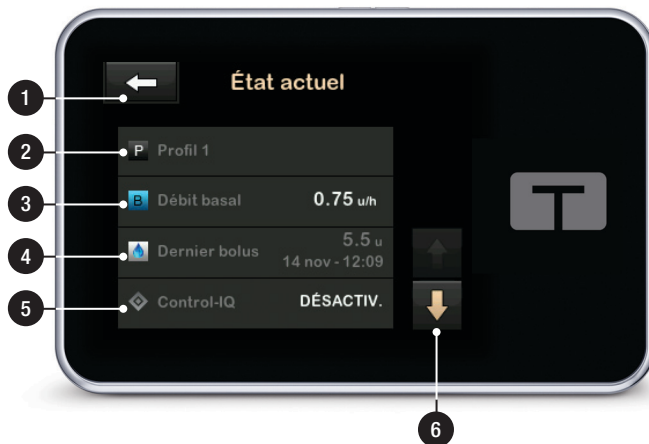 État actuel
1
2
P Profil 1
3
B Débit basal 0.75 u/h
4
Dernier bolus 5.5 u
14 nov - 12:09
5
Control-IQ DÉSACTIV.
6
T